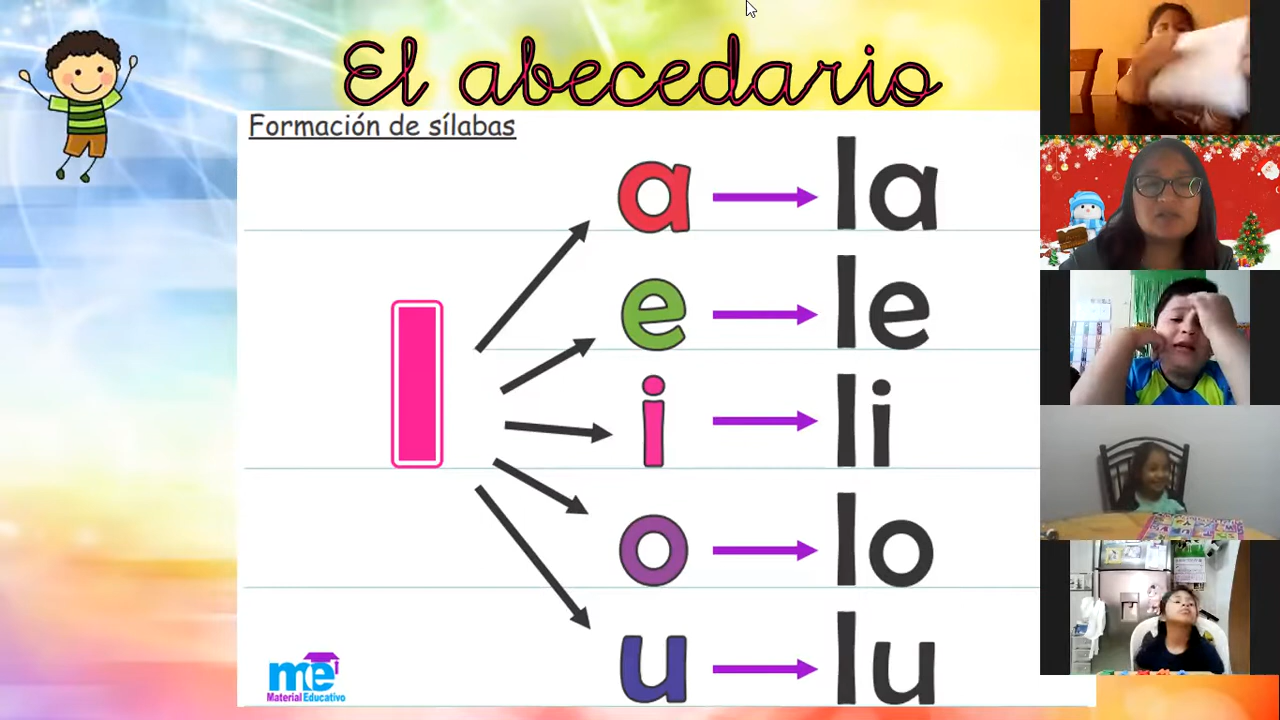 El abecedario
Formación de sílabas
a la
e le
l i li
o lo
u lu
me
Material Educativo